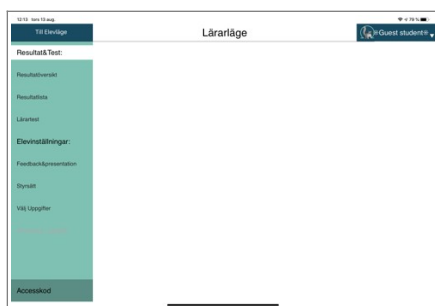 12:13 tors 13 aug.
79 %
Till Elevläge
Lärarläge
Guest student
Resultat&Test:
Resultatöversikt
Resultatlista
Lärartest
Elevinställningar:
Feedback&presentation
Styrsätt
Välj Uppgifter
Accesskod